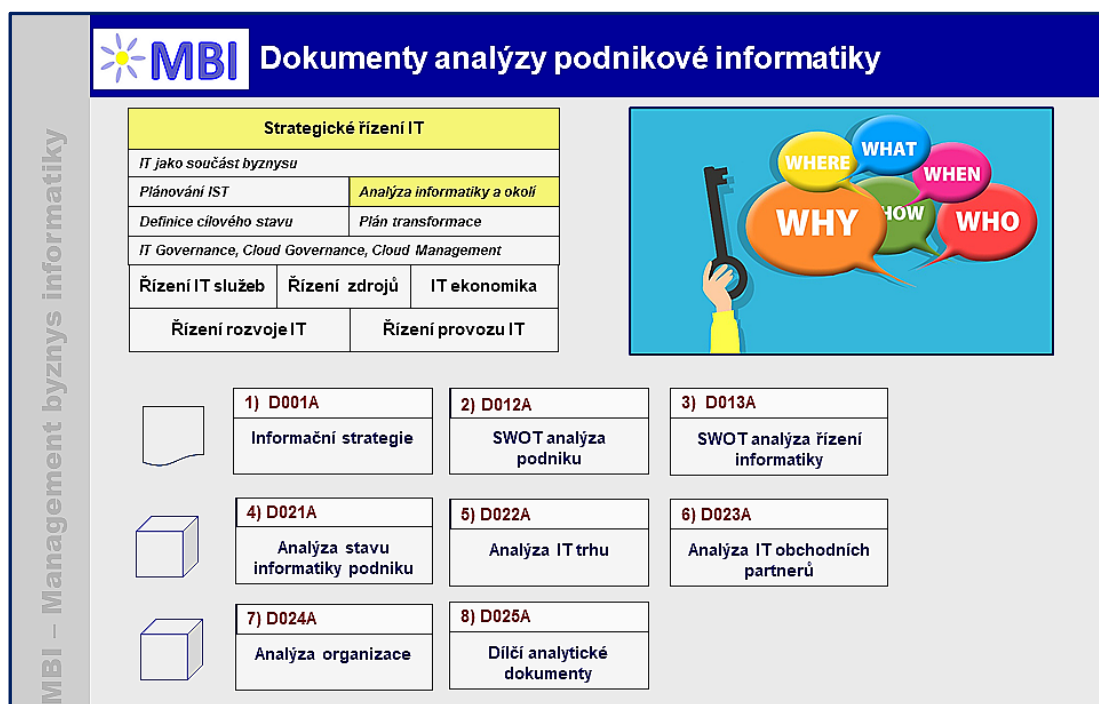 MBI
Dokumenty analýzy podnikové informatiky
MBI – Management byznys informatiky
Strategické řízení IT
IT jako součást byznysu
Plánování IST
Analýza informatiky a okolí
Definice cílového stavu
Plán transformace
IT Governance, Cloud Governance, Cloud Management
Řízení IT služeb
Řízení zdrojů
IT ekonomika
Řízení rozvoje IT
Řízení provozu IT
WHERE
WHAT
WHEN
WHY
HOW
WHO
1) D001A
Informační strategie
2) D012A
SWOT analýza
podniku
3) D013A
SWOT analýza řízení
informatiky
4) D021A
Analýza stavu
informatiky podniku
5) D022A
Analýza IT trhu
6) D023A
Analýza IT obchodních
partnerů
7) D024A
Analýza organizace
8) D025A
Dílčí analytické
dokumenty